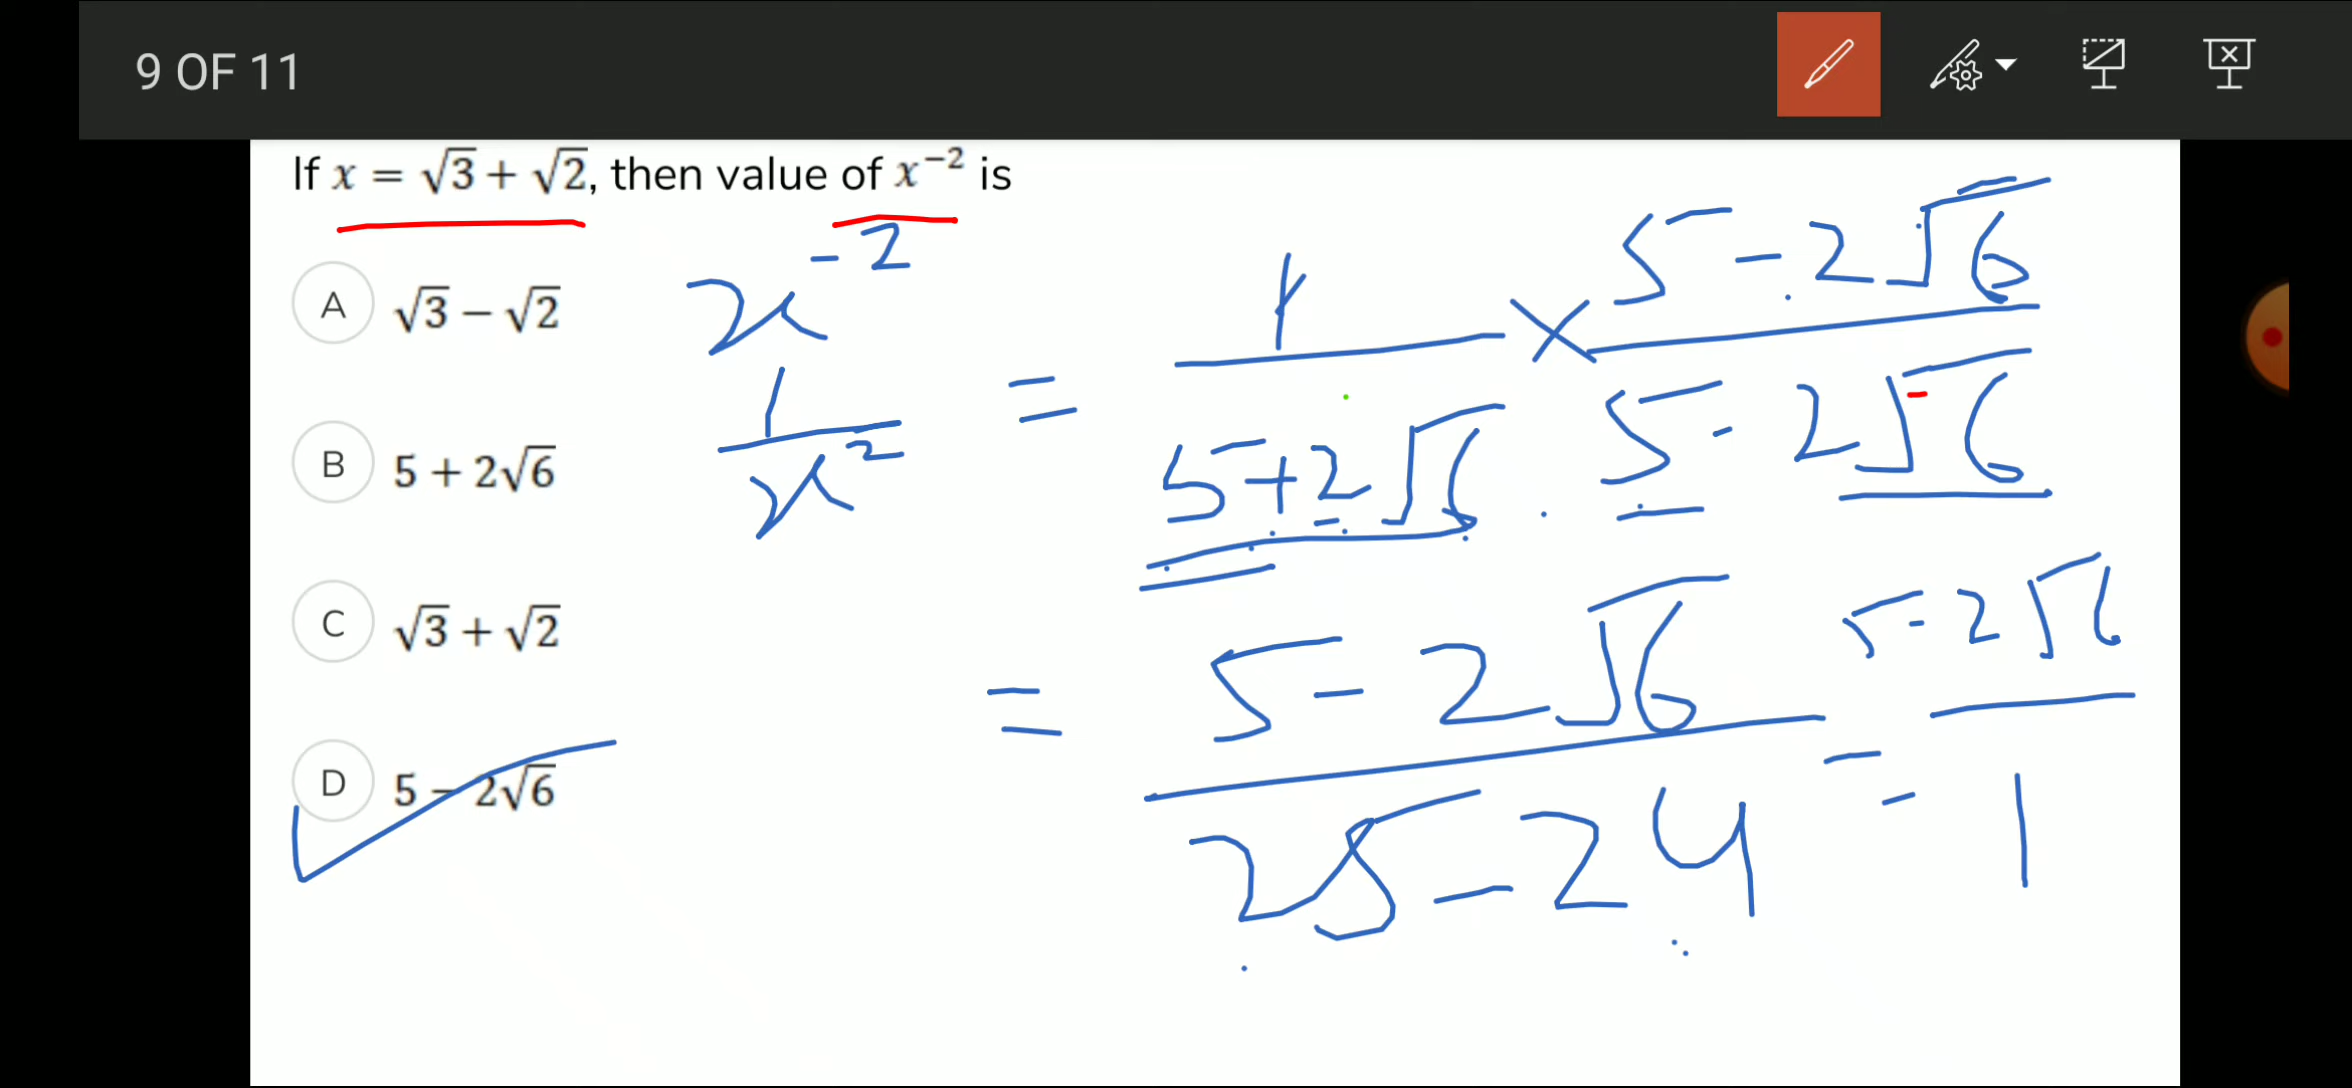 9 OF 11
If x = √3 + √2, then value of x⁻² is
A √3 − √2
B 5 + 2√6
C √3 + √2
D 5 − 2√6
x⁻²
1/x² = 1/(5+2√6) × (5−2√6)/(5−2√6)
= (5−2√6)/(25−24) = (5−2√6)/1